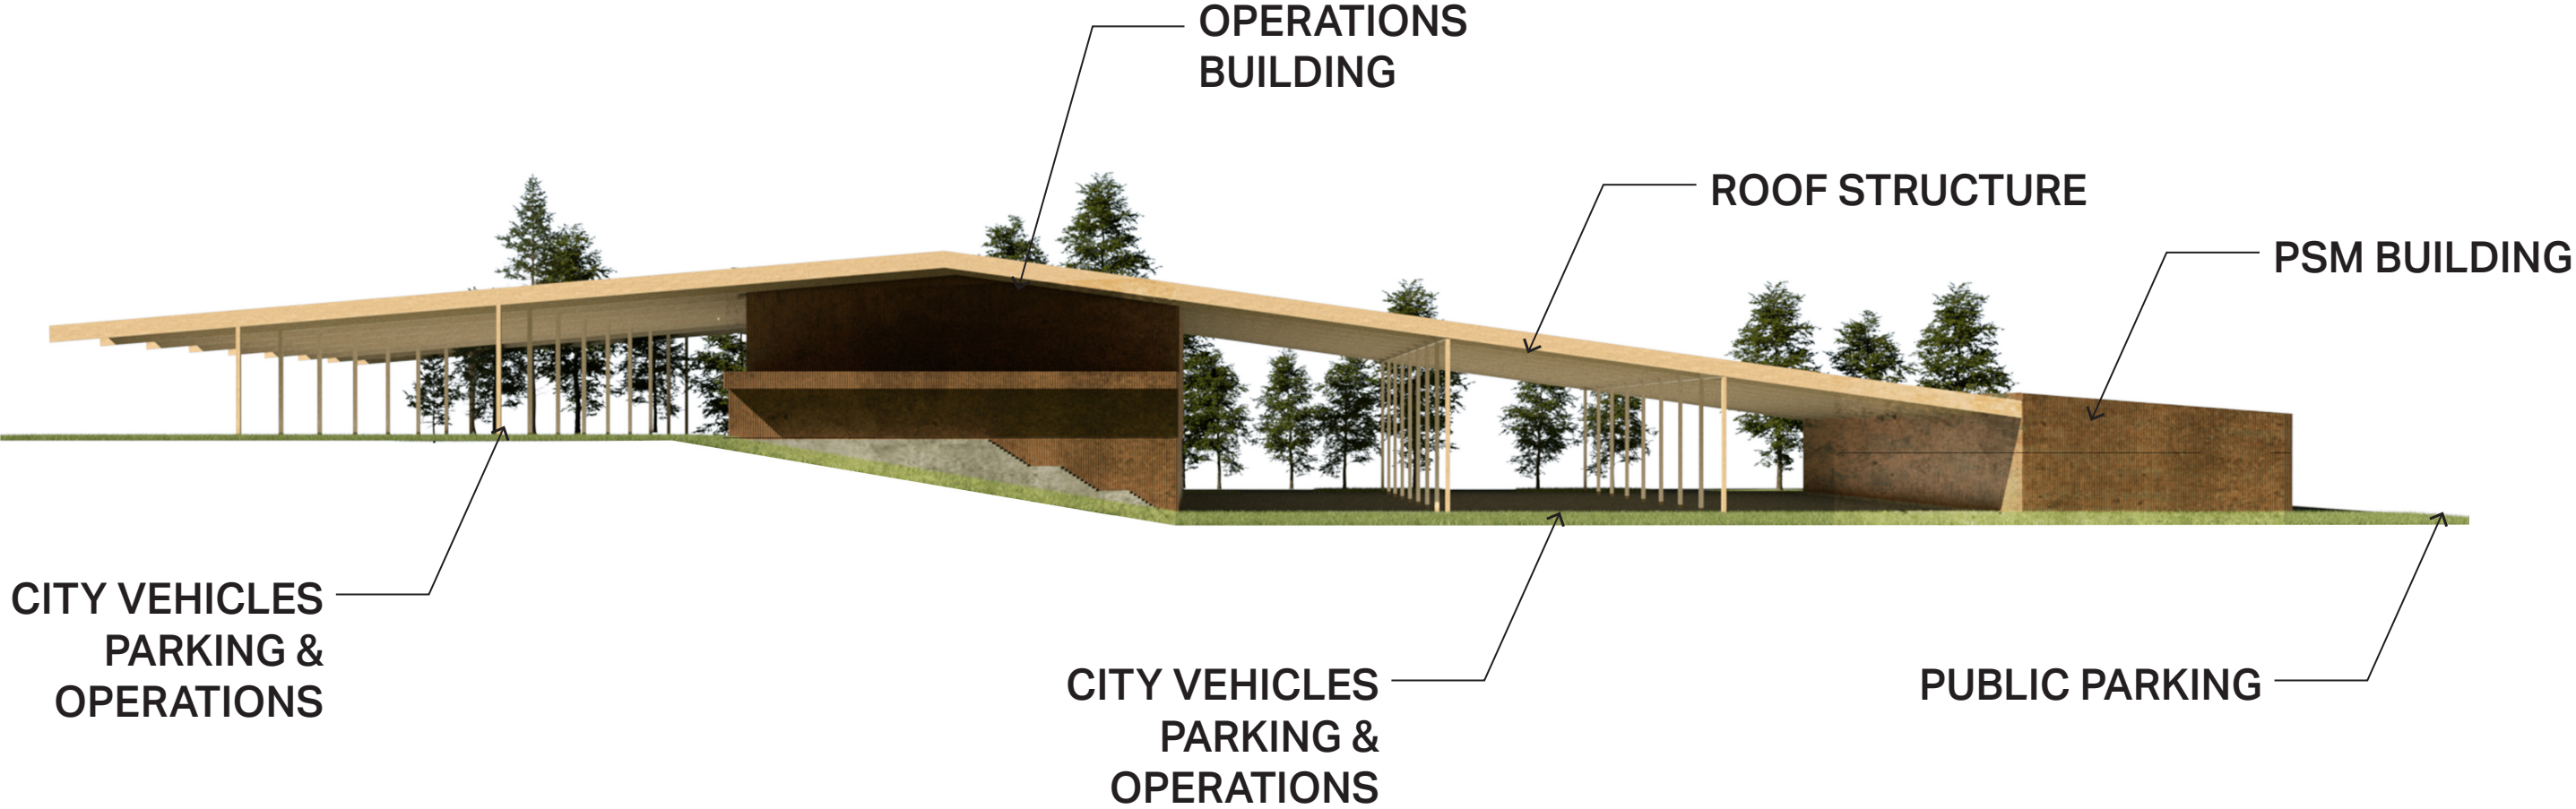 OPERATIONS
BUILDING
ROOF STRUCTURE
PSM BUILDING
CITY VEHICLES
PARKING &
OPERATIONS
CITY VEHICLES
PARKING &
OPERATIONS
PUBLIC PARKING